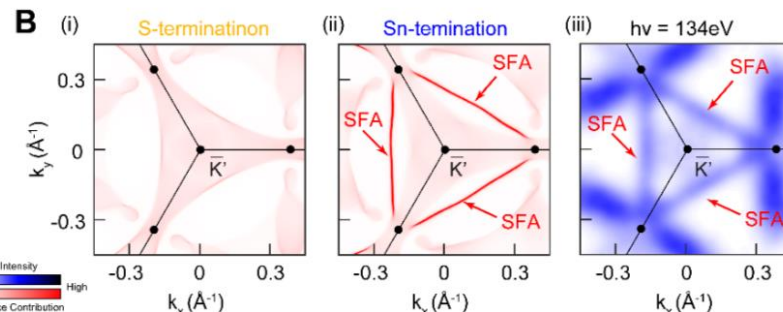 B (i) S-terminatinon (ii) Sn-temination (iii) hν = 134eV
SFA SFA
SFA SFA
K̅' K̅' K̅'
SFA SFA
k_y (Å⁻¹)
0.3
0
-0.3
-0.3 0 0.3 -0.3 0 0.3 -0.3 0 0.3
k_x (Å⁻¹) k_x (Å⁻¹) k_x (Å⁻¹)
Intensity
High
Contribution